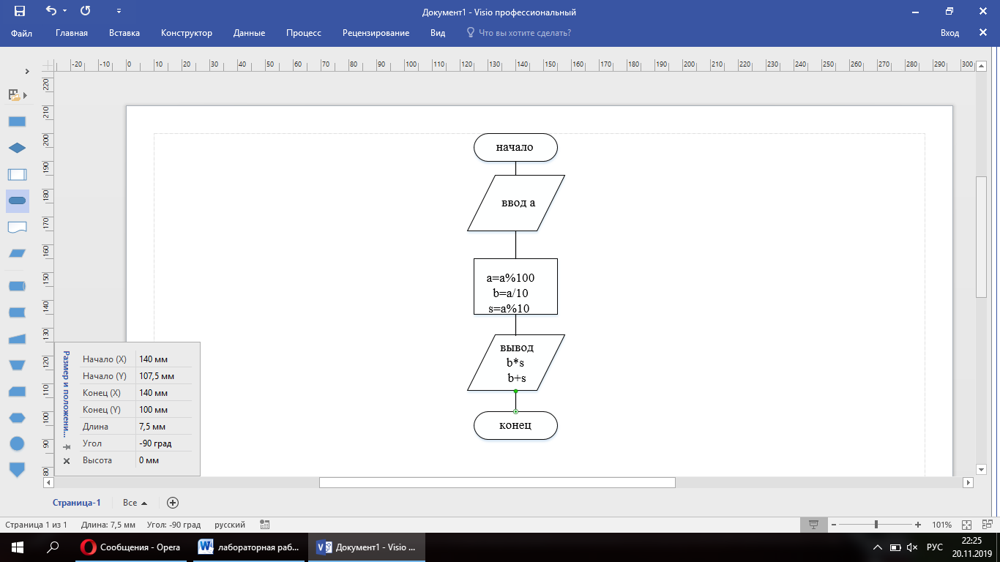 Документ1 - Visio профессиональный
Файл Главная Вставка Конструктор Данные Процесс Рецензирование Вид Что вы хотите сделать? Вход
-20 -10 0 10 20 30 40 50 60 70 80 90 100 110 120 130 140 150 160 170 180 190 200 210 220 230 240 250 260 270 280 290 300
220
210
200
190
180
170
160
150
140
130
120
110
100
90
80
начало
ввод a
a=a%100
b=a/10
s=a%10
вывод
b*s
b+s
конец
Размер и положени...
Начало (X) 140 мм
Начало (Y) 107,5 мм
Конец (X) 140 мм
Конец (Y) 100 мм
Длина 7,5 мм
Угол -90 град
Высота 0 мм
Страница-1 Все
Страница 1 из 1 Длина: 7,5 мм Угол: -90 град русский 101%
Сообщения - Opera лабораторная раб... Документ1 - Visio ... РУС 22:25
20.11.2019